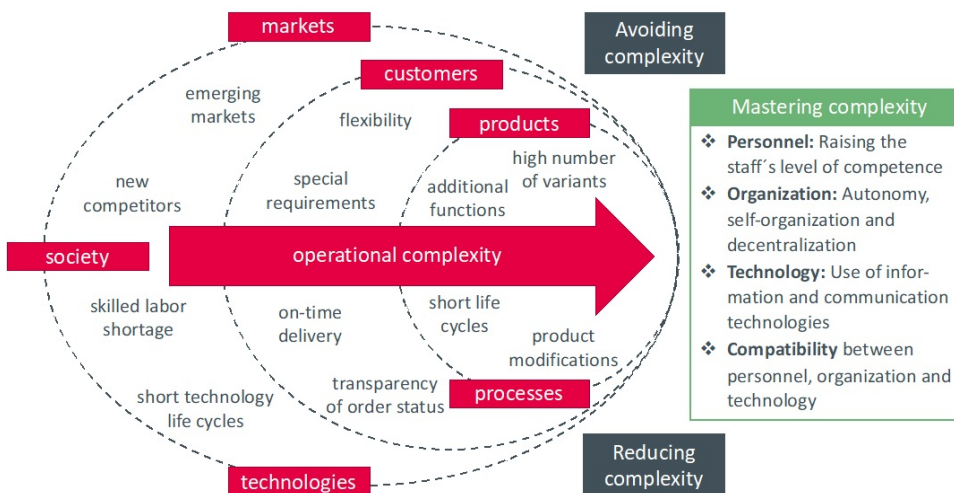 markets
Avoiding
complexity
customers
emerging
markets
flexibility
products
high number
of variants
new
competitors
special
requirements
additional
functions
society
operational complexity
skilled labor
shortage
on-time
delivery
short life
cycles
product
modifications
short technology
life cycles
transparency
of order status
processes
technologies
Reducing
complexity
Mastering complexity
❖ Personnel: Raising the
staff´s level of competence
❖ Organization: Autonomy,
self-organization and
decentralization
❖ Technology: Use of infor-
mation and communication
technologies
❖ Compatibility between
personnel, organization and
technology